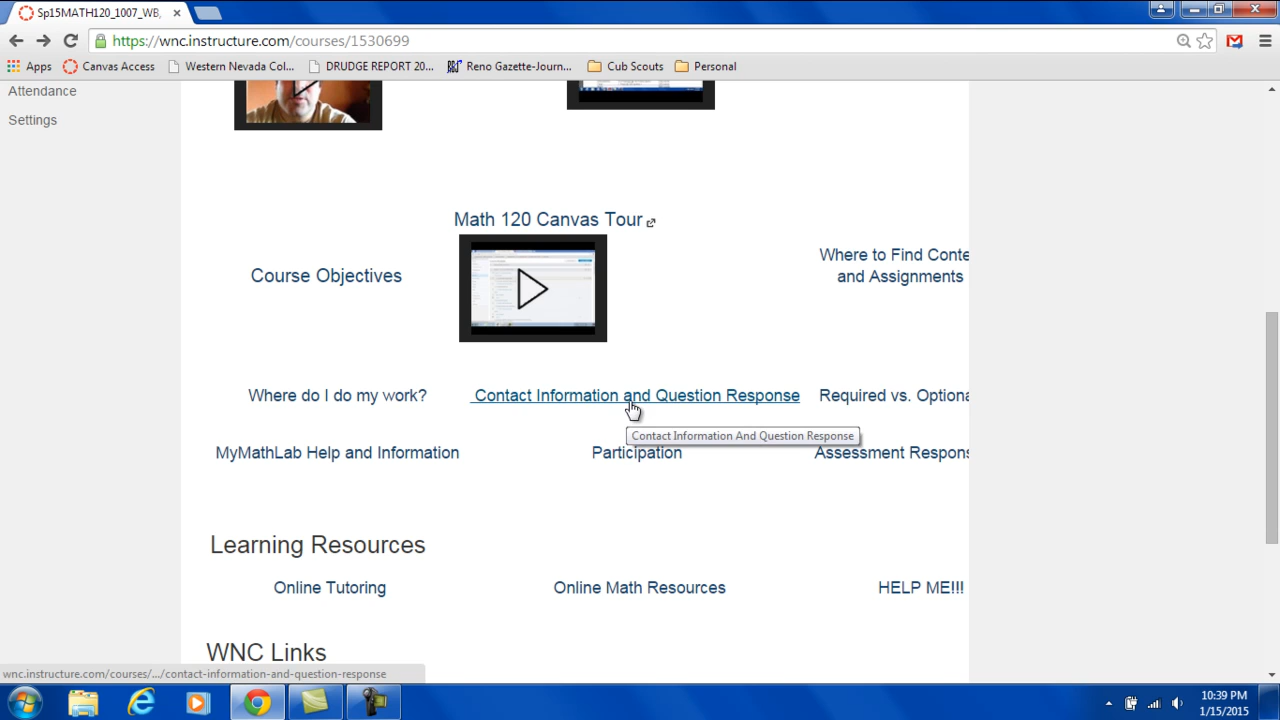 Sp15MATH120_1007_WB,
https://wnc.instructure.com/courses/1530699
Apps
Canvas Access
Western Nevada Col...
DRUDGE REPORT 20...
Reno Gazette-Journ...
Cub Scouts
Personal
Attendance
Settings
Math 120 Canvas Tour
Course Objectives
Where to Find Conte
and Assignments
Where do I do my work?
Contact Information and Question Response
Required vs. Optiona
Contact Information And Question Response
MyMathLab Help and Information
Participation
Assessment Respons
Learning Resources
Online Tutoring
Online Math Resources
HELP ME!!!
WNC Links
wnc.instructure.com/courses/.../contact-information-and-question-response
10:39 PM
1/15/2015